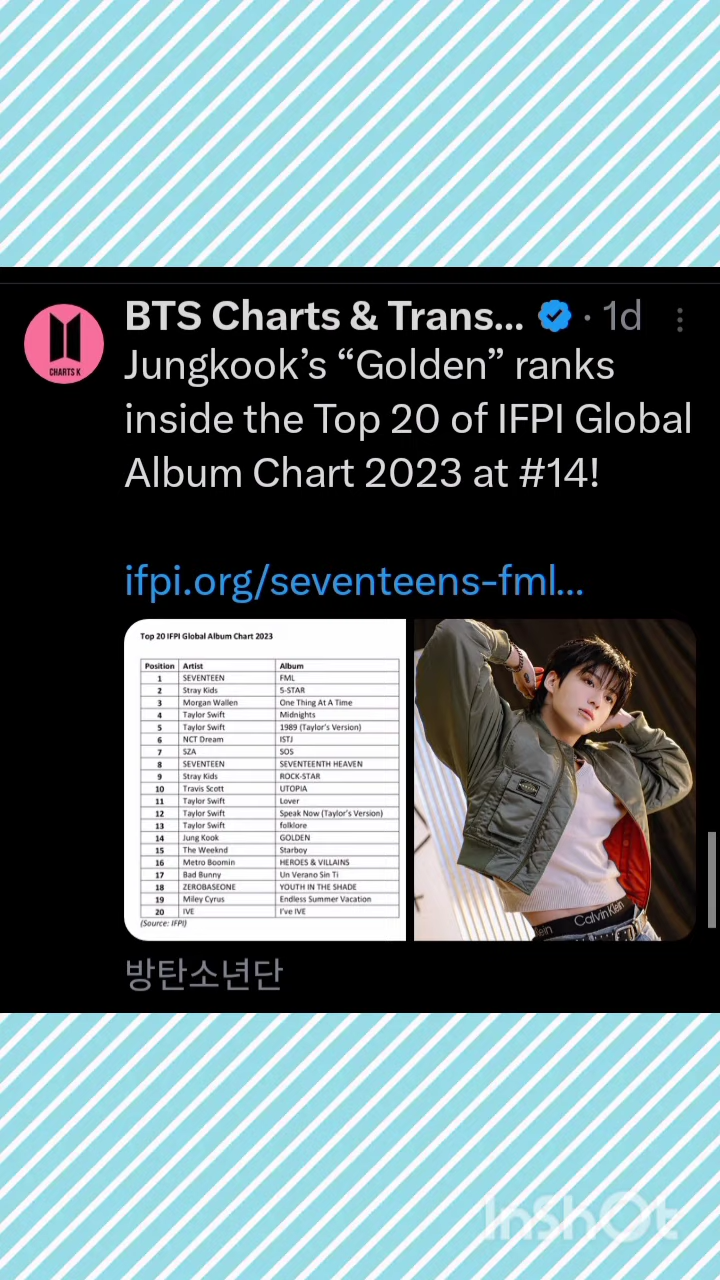 BTS Charts & Trans... · 1d
CHARTS K
Jungkook's “Golden” ranks
inside the Top 20 of IFPI Global
Album Chart 2023 at #14!
ifpi.org/seventeens-fml...
Top 20 IFPI Global Album Chart 2023
Position Artist Album
1 SEVENTEEN FML
2 Stray Kids 5-STAR
3 Morgan Wallen One Thing At A Time
4 Taylor Swift Midnights
5 Taylor Swift 1989 (Taylor's Version)
6 NCT Dream ISTJ
7 SZA SOS
8 SEVENTEEN SEVENTEENTH HEAVEN
9 Stray Kids ROCK-STAR
10 Travis Scott UTOPIA
11 Taylor Swift Lover
12 Taylor Swift Speak Now (Taylor's Version)
13 Taylor Swift folklore
14 Jung Kook GOLDEN
15 The Weeknd Starboy
16 Metro Boomin HEROES & VILLAINS
17 Bad Bunny Un Verano Sin Ti
18 ZEROBASEONE YOUTH IN THE SHADE
19 Miley Cyrus Endless Summer Vacation
20 IVE I've IVE
(Source: IFPI)
Klein Calvin Klein
방탄소년단
InShOt